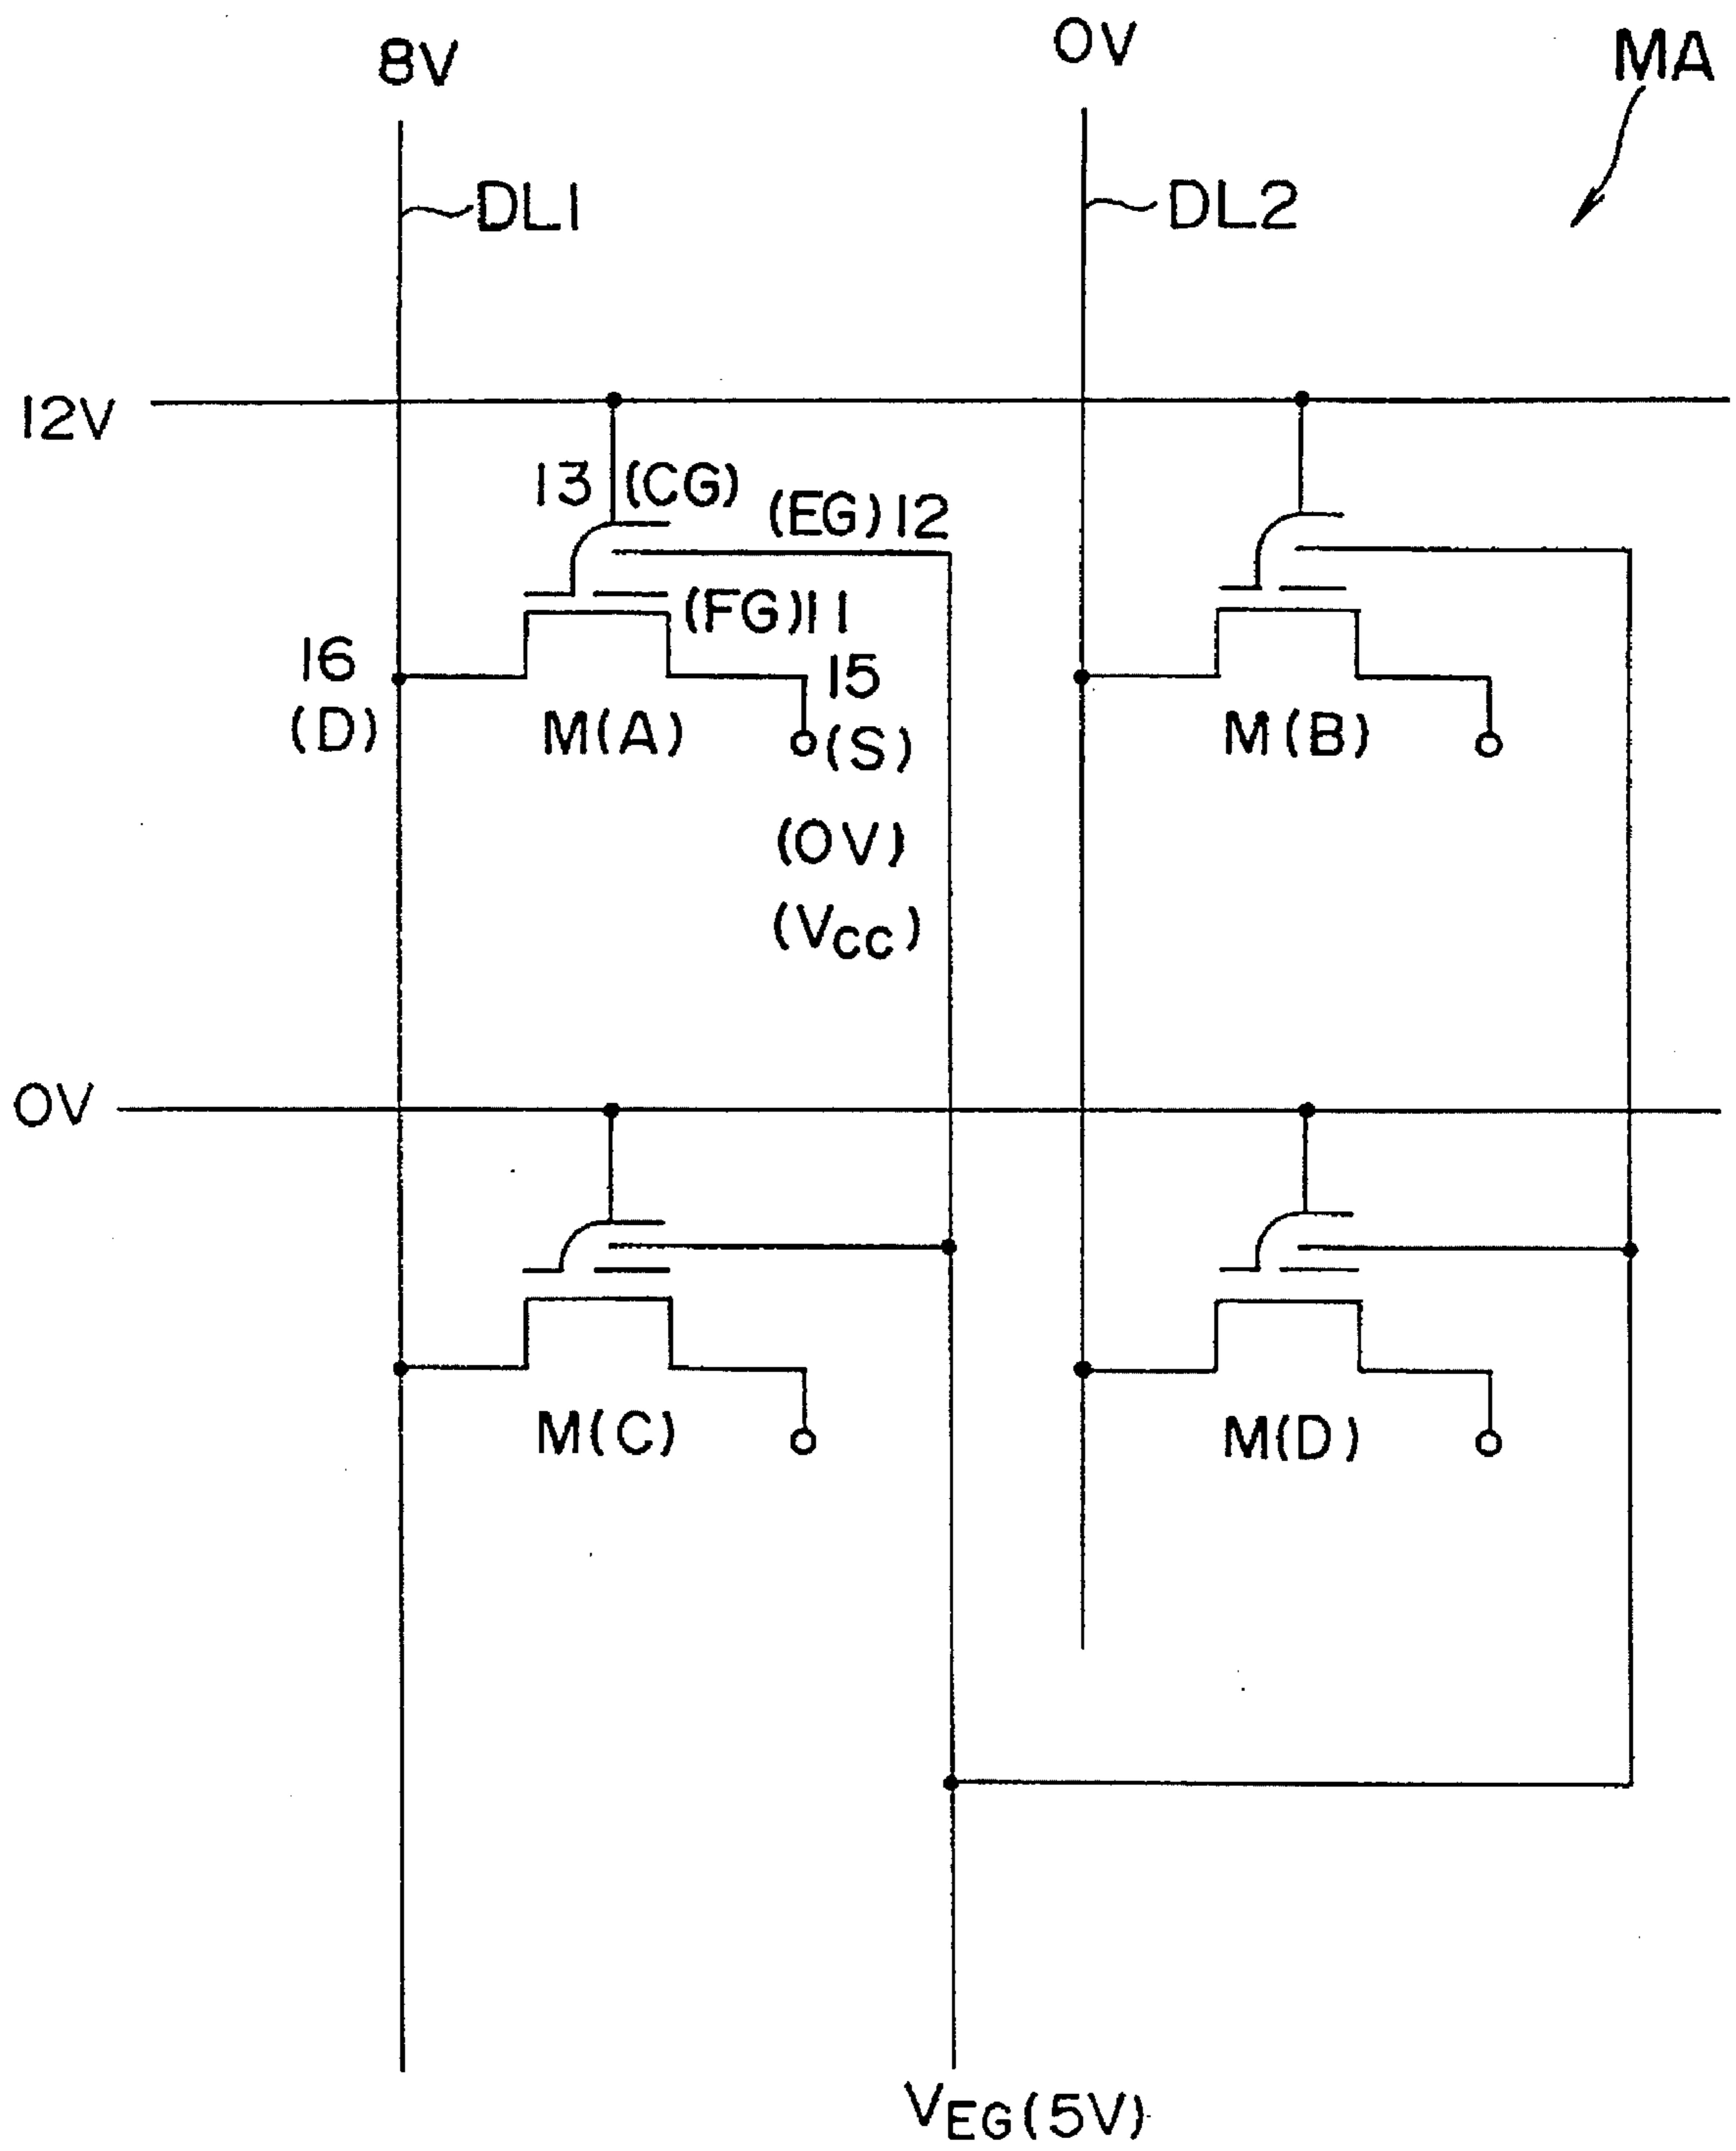 8V
0V
MA
DL1
DL2
12V
13 (CG)
(EG)12
(FG)11
16
(D)
15
(S)
M(A)
M(B)
(0V)
(Vcc)
0V
M(C)
M(D)
VEG(5V)